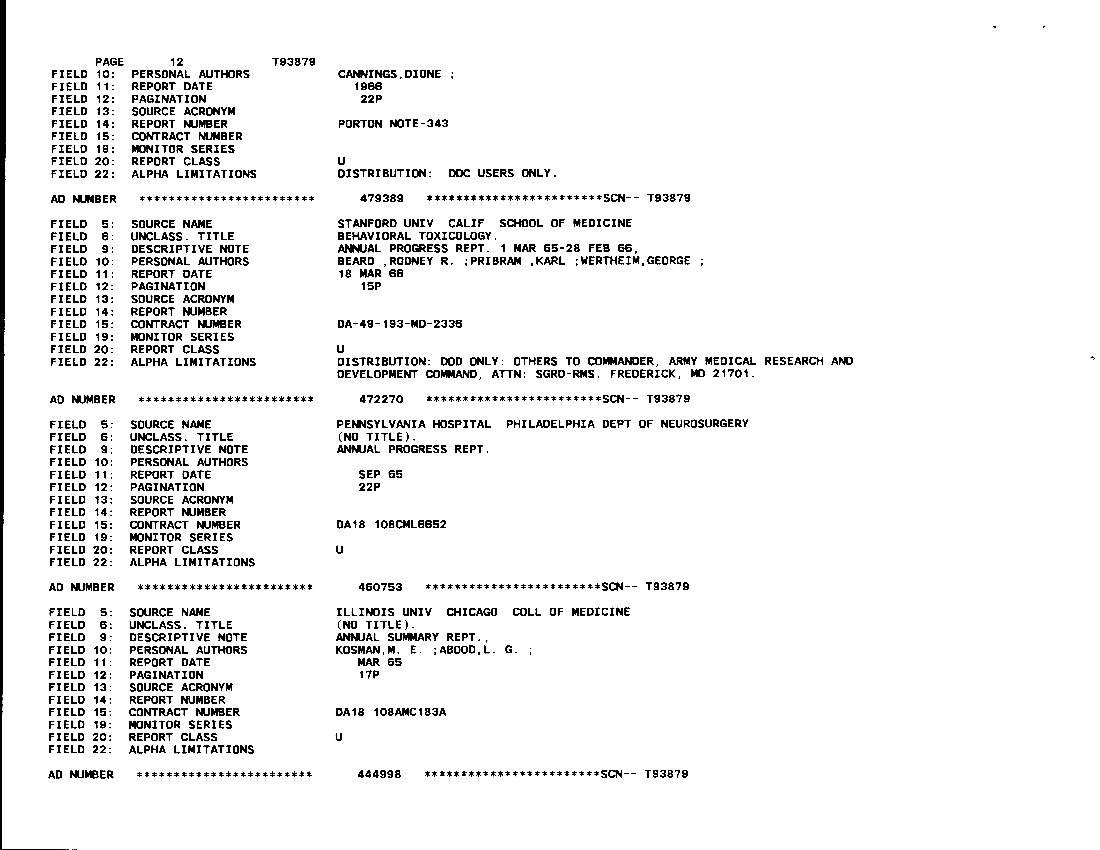 PAGE 12 T93879
FIELD 10: PERSONAL AUTHORS CANNINGS,DIONE ;
FIELD 11: REPORT DATE 1966
FIELD 12: PAGINATION 22P
FIELD 13: SOURCE ACRONYM
FIELD 14: REPORT NUMBER PORTON NOTE-343
FIELD 15: CONTRACT NUMBER
FIELD 19: MONITOR SERIES
FIELD 20: REPORT CLASS U
FIELD 22: ALPHA LIMITATIONS DISTRIBUTION: DDC USERS ONLY.
AD NUMBER ************************ 479389 ************************SCN-- T93879
FIELD 5: SOURCE NAME STANFORD UNIV CALIF SCHOOL OF MEDICINE
FIELD 6: UNCLASS. TITLE BEHAVIORAL TOXICOLOGY.
FIELD 9: DESCRIPTIVE NOTE ANNUAL PROGRESS REPT. 1 MAR 65-28 FEB 66,
FIELD 10: PERSONAL AUTHORS BEARD ,RODNEY R. ;PRIBRAM ,KARL ;WERTHEIM,GEORGE ;
FIELD 11: REPORT DATE 18 MAR 66
FIELD 12: PAGINATION 15P
FIELD 13: SOURCE ACRONYM
FIELD 14: REPORT NUMBER
FIELD 15: CONTRACT NUMBER DA-49-193-MD-2336
FIELD 19: MONITOR SERIES
FIELD 20: REPORT CLASS U
FIELD 22: ALPHA LIMITATIONS DISTRIBUTION: DOD ONLY: OTHERS TO COMMANDER, ARMY MEDICAL RESEARCH AND
DEVELOPMENT COMMAND, ATTN: SGRD-RMS. FREDERICK, MD 21701.
AD NUMBER ************************ 472270 ************************SCN-- T93879
FIELD 5: SOURCE NAME PENNSYLVANIA HOSPITAL PHILADELPHIA DEPT OF NEUROSURGERY
FIELD 6: UNCLASS. TITLE (NO TITLE).
FIELD 9: DESCRIPTIVE NOTE ANNUAL PROGRESS REPT.
FIELD 10: PERSONAL AUTHORS
FIELD 11: REPORT DATE SEP 65
FIELD 12: PAGINATION 22P
FIELD 13: SOURCE ACRONYM
FIELD 14: REPORT NUMBER
FIELD 15: CONTRACT NUMBER DA18 108CML6652
FIELD 19: MONITOR SERIES
FIELD 20: REPORT CLASS U
FIELD 22: ALPHA LIMITATIONS
AD NUMBER ************************ 460753 ************************SCN-- T93879
FIELD 5: SOURCE NAME ILLINOIS UNIV CHICAGO COLL OF MEDICINE
FIELD 6: UNCLASS. TITLE (NO TITLE).
FIELD 9: DESCRIPTIVE NOTE ANNUAL SUMMARY REPT.,
FIELD 10: PERSONAL AUTHORS KOSMAN,M. E. ;ABOOD,L. G. ;
FIELD 11: REPORT DATE MAR 65
FIELD 12: PAGINATION 17P
FIELD 13: SOURCE ACRONYM
FIELD 14: REPORT NUMBER
FIELD 15: CONTRACT NUMBER DA18 108AMC183A
FIELD 19: MONITOR SERIES
FIELD 20: REPORT CLASS U
FIELD 22: ALPHA LIMITATIONS
AD NUMBER ************************ 444998 ************************SCN-- T93879